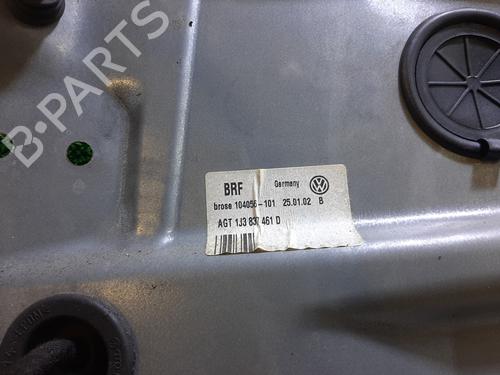 B-PARTS
BRF Germany
brose 104056-101 25.01.02 B
AGT 1J3 837 461 D